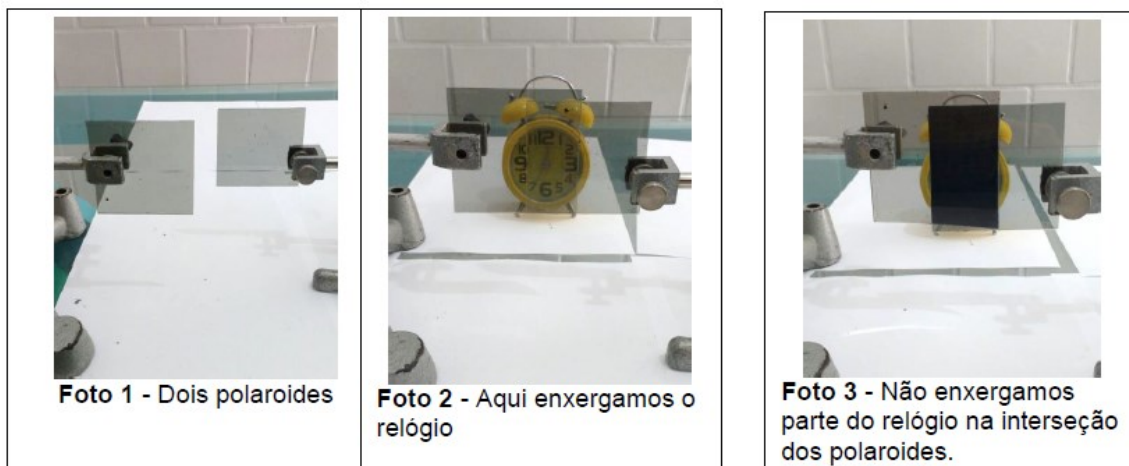 Foto 1 - Dois polaroides
Foto 2 - Aqui enxergamos o
relógio
Foto 3 - Não enxergamos
parte do relógio na interseção
dos polaroides.